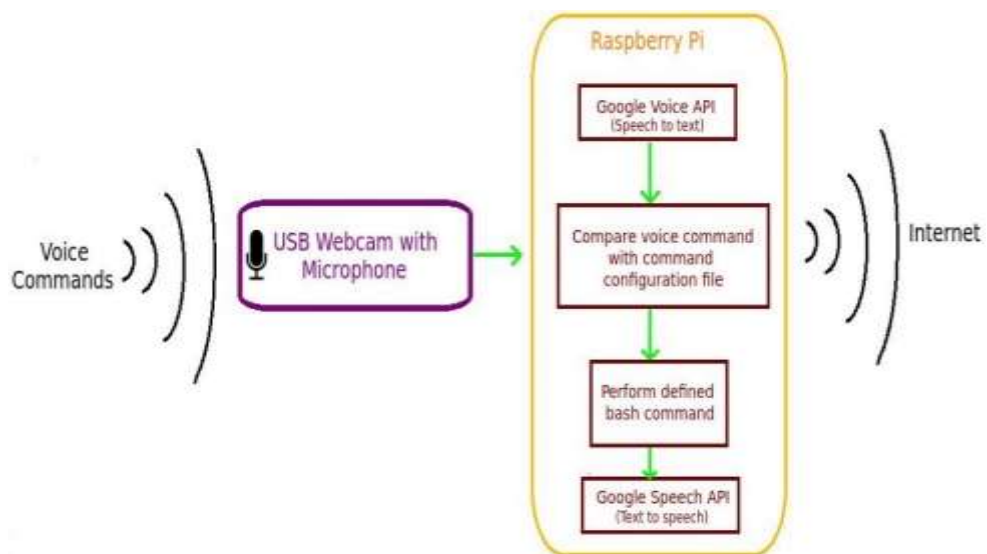 Voice
Commands
USB Webcam with
Microphone
Raspberry Pi
Google Voice API
(Speech to text)
Compare voice command
with command
configuration file
Perform defined
bash command
Google Speech API
(Text to speech)
Internet